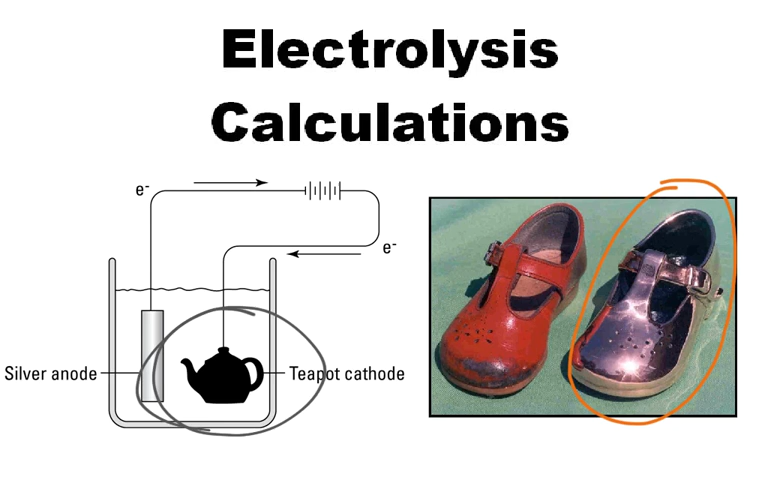 Electrolysis
Calculations
e-
e-
Silver anode
Teapot cathode